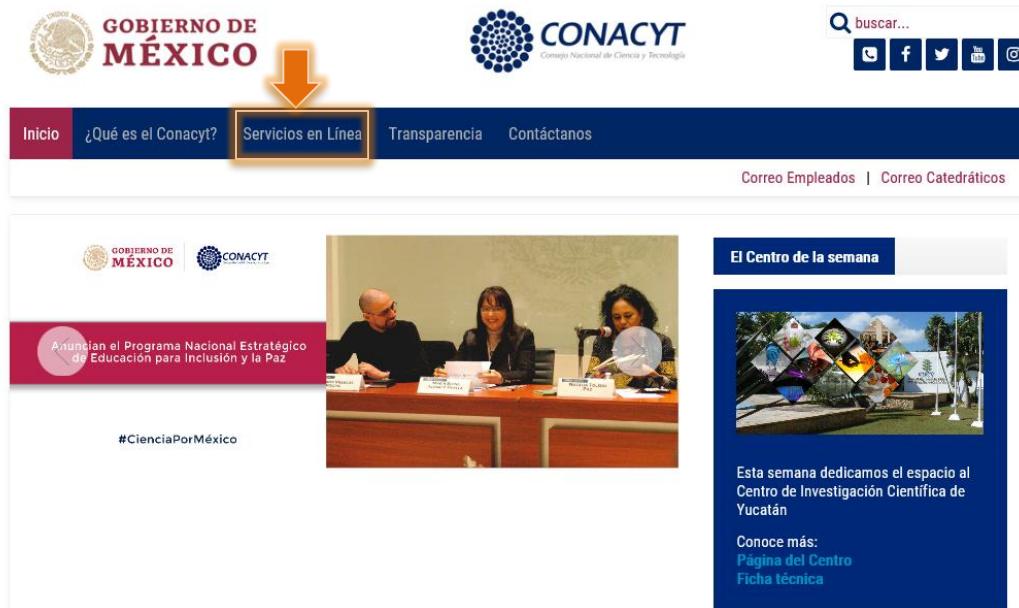 GOBIERNO DE
MÉXICO
CONACYT
Consejo Nacional de Ciencia y Tecnología
buscar...
Inicio
¿Qué es el Conacyt?
Servicios en Línea
Transparencia
Contáctanos
Correo Empleados | Correo Catedráticos
GOBIERNO DE
MÉXICO
CONACYT
Anuncian el Programa Nacional Estratégico
de Educación para Inclusión y la Paz
#CienciaPorMéxico
El Centro de la semana
Esta semana dedicamos el espacio al
Centro de Investigación Científica de
Yucatán
Conoce más:
Página del Centro
Ficha técnica